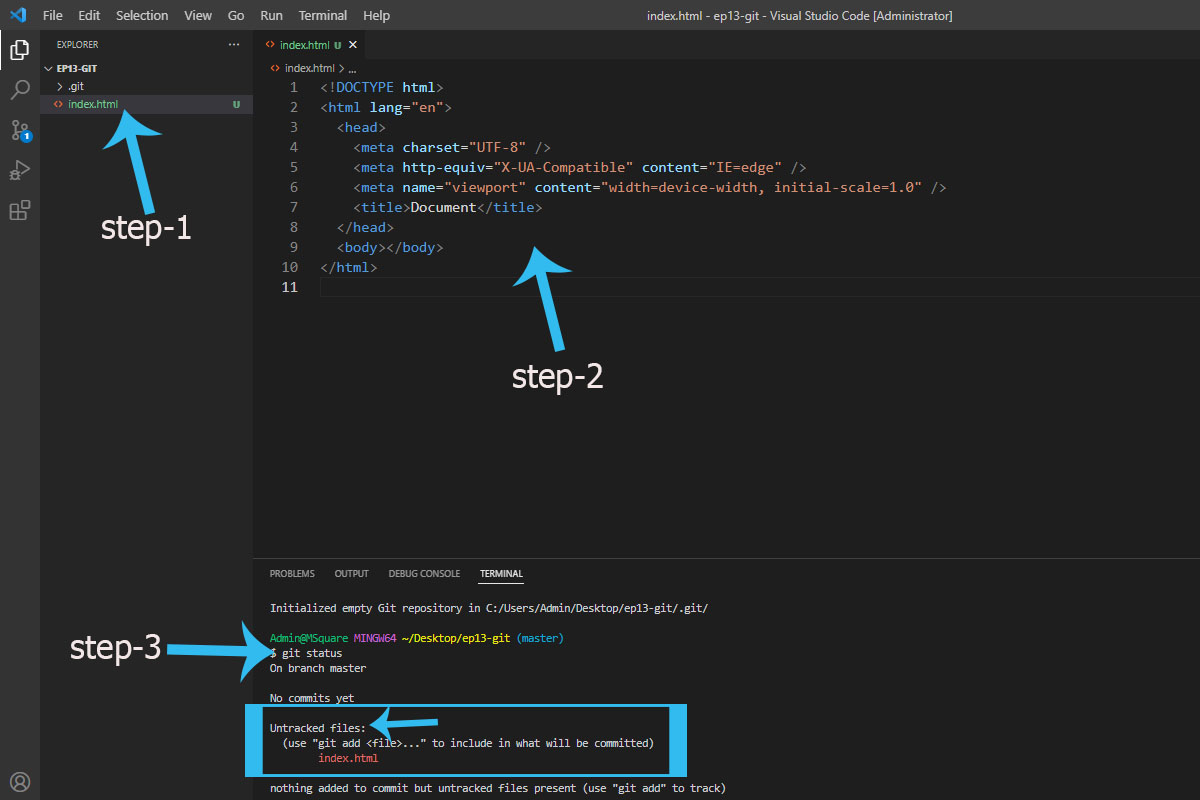 File Edit Selection View Go Run Terminal Help
index.html - ep13-git - Visual Studio Code [Administrator]
EXPLORER ...
EP13-GIT
.git
index.html U
1
step-1
index.html U
index.html > ...
1 <!DOCTYPE html>
2 <html lang="en">
3 <head>
4 <meta charset="UTF-8" />
5 <meta http-equiv="X-UA-Compatible" content="IE=edge" />
6 <meta name="viewport" content="width=device-width, initial-scale=1.0" />
7 <title>Document</title>
8 </head>
9 <body></body>
10 </html>
11
step-2
PROBLEMS OUTPUT DEBUG CONSOLE TERMINAL
Initialized empty Git repository in C:/Users/Admin/Desktop/ep13-git/.git/
Admin@MSquare MINGW64 ~/Desktop/ep13-git (master)
step-3
$ git status
On branch master
No commits yet
Untracked files:
(use "git add <file>..." to include in what will be committed)
index.html
nothing added to commit but untracked files present (use "git add" to track)